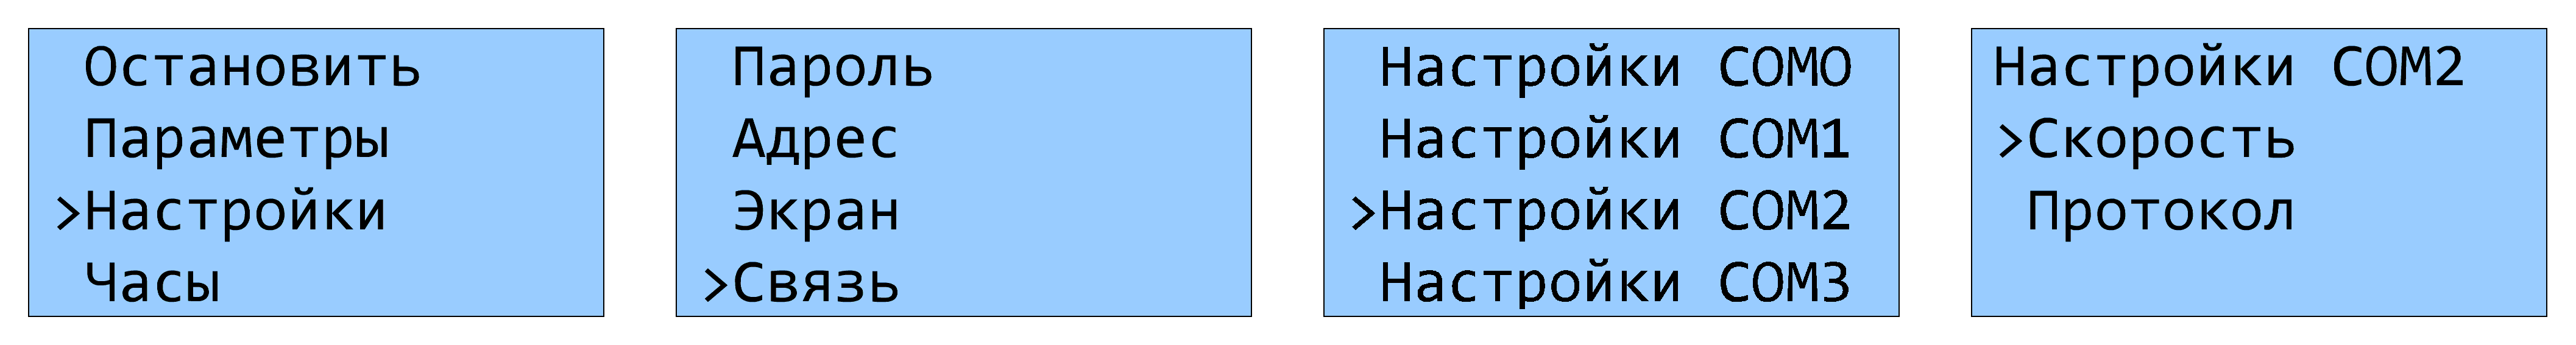 Остановить
Параметры
>Настройки
Часы
Пароль
Адрес
Экран
>Связь
Настройки COM0
Настройки COM1
>Настройки COM2
Настройки COM3
Настройки COM2
>Скорость
Протокол